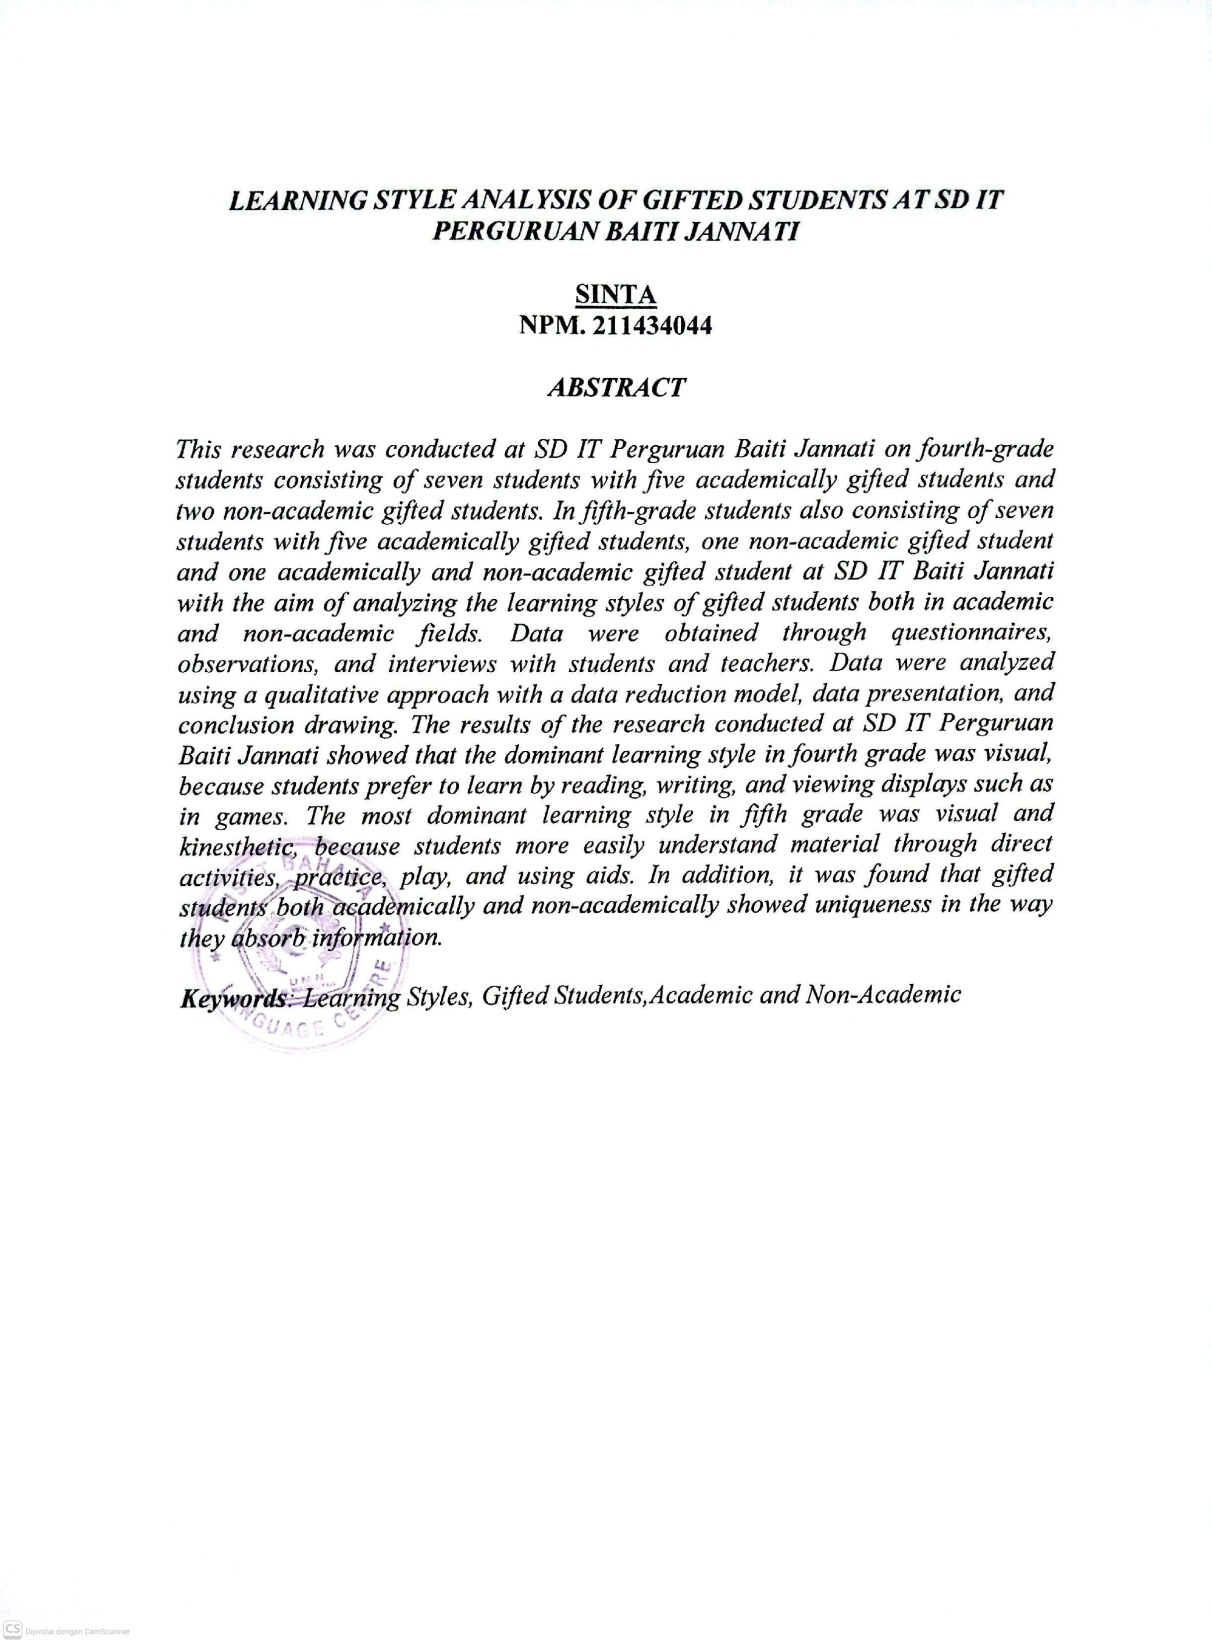 LEARNING STYLE ANALYSIS OF GIFTED STUDENTS AT SD IT
PERGURUAN BAITI JANNATI
SINTA
NPM. 211434044
ABSTRACT
This research was conducted at SD IT Perguruan Baiti Jannati on fourth-grade
students consisting of seven students with five academically gifted students and
two non-academic gifted students. In fifth-grade students also consisting of seven
students with five academically gifted students, one non-academic gifted student
and one academically and non-academic gifted student at SD IT Baiti Jannati
with the aim of analyzing the learning styles of gifted students both in academic
and non-academic fields. Data were obtained through questionnaires,
observations, and interviews with students and teachers. Data were analyzed
using a qualitative approach with a data reduction model, data presentation, and
conclusion drawing. The results of the research conducted at SD IT Perguruan
Baiti Jannati showed that the dominant learning style in fourth grade was visual,
because students prefer to learn by reading, writing, and viewing displays such as
in games. The most dominant learning style in fifth grade was visual and
kinesthetic, because students more easily understand material through direct
activities, practice, play, and using aids. In addition, it was found that gifted
students both academically and non-academically showed uniqueness in the way
they absorb information.
Keywords: Learning Styles, Gifted Students,Academic and Non-Academic
PUSAT BAHASA
UMN
LANGUAGE CENTRE
CS Dipindai dengan CamScanner